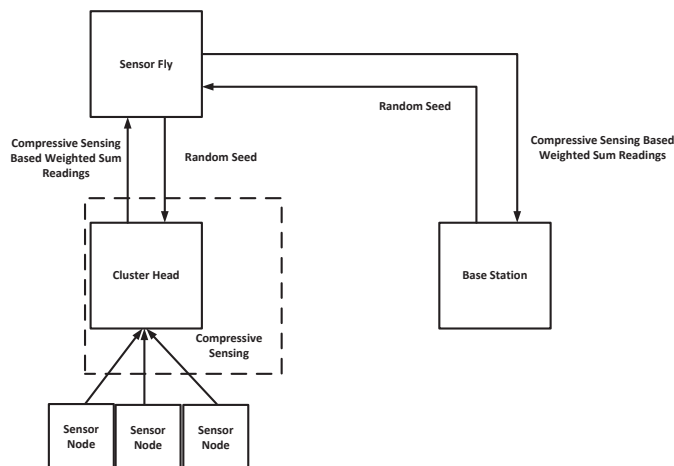 Sensor Fly
Random Seed
Compressive Sensing
Based Weighted Sum
Readings
Random Seed
Compressive Sensing Based
Weighted Sum Readings
Cluster Head
Base Station
Compressive
Sensing
Sensor
Node
Sensor
Node
Sensor
Node